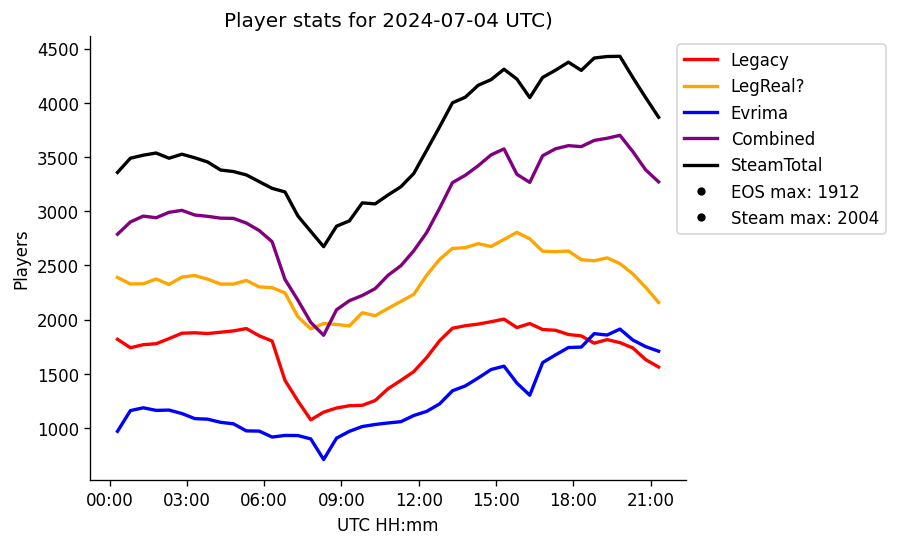 Player stats for 2024-07-04 UTC)
4500
4000
3500
3000
2500
2000
1500
1000
Players
00:00 03:00 06:00 09:00 12:00 15:00 18:00 21:00
UTC HH:mm
Legacy
LegReal?
Evrima
Combined
SteamTotal
EOS max: 1912
Steam max: 2004